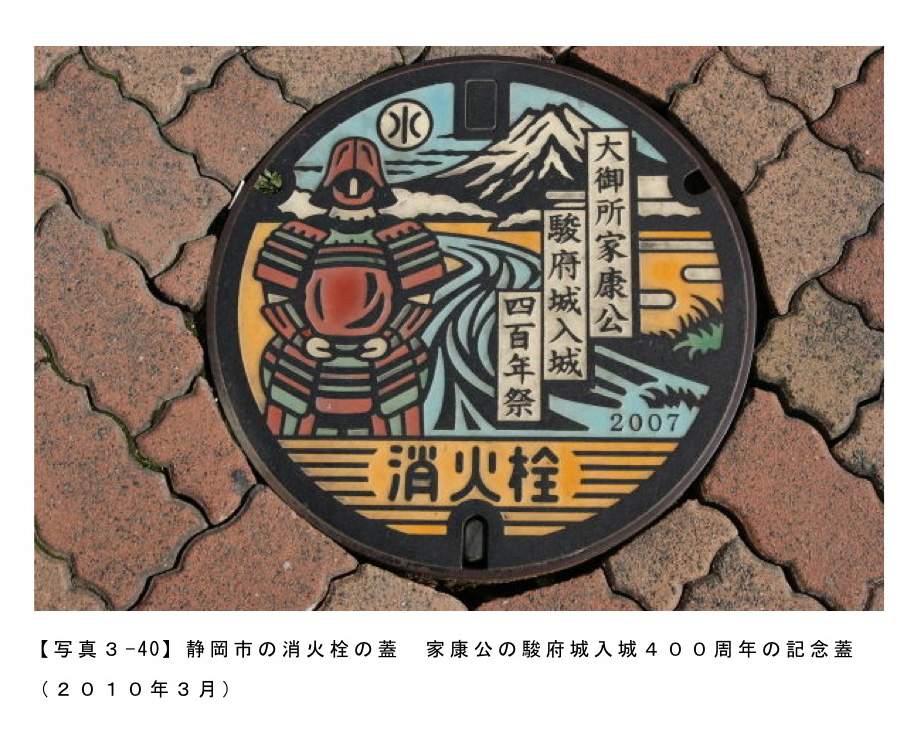 水
大御所家康公
駿府城入城
四百年祭
2007
消火栓
【写真３-40】静岡市の消火栓の蓋　家康公の駿府城入城４００周年の記念蓋
（２０１０年３月）